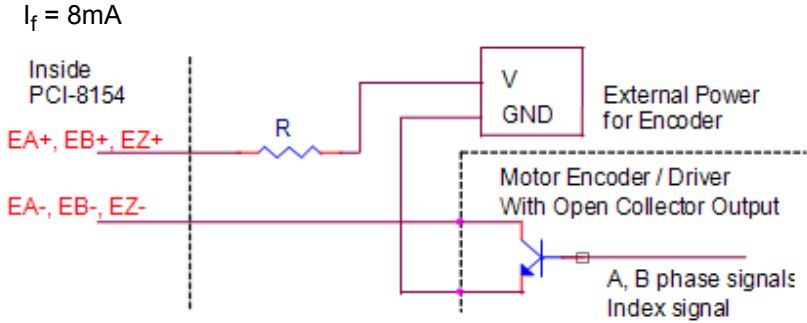 I_f = 8mA
Inside
PCI-8154
EA+, EB+, EZ+
R
V
GND
External Power
for Encoder
EA-, EB-, EZ-
Motor Encoder / Driver
With Open Collector Output
A, B phase signals
Index signal